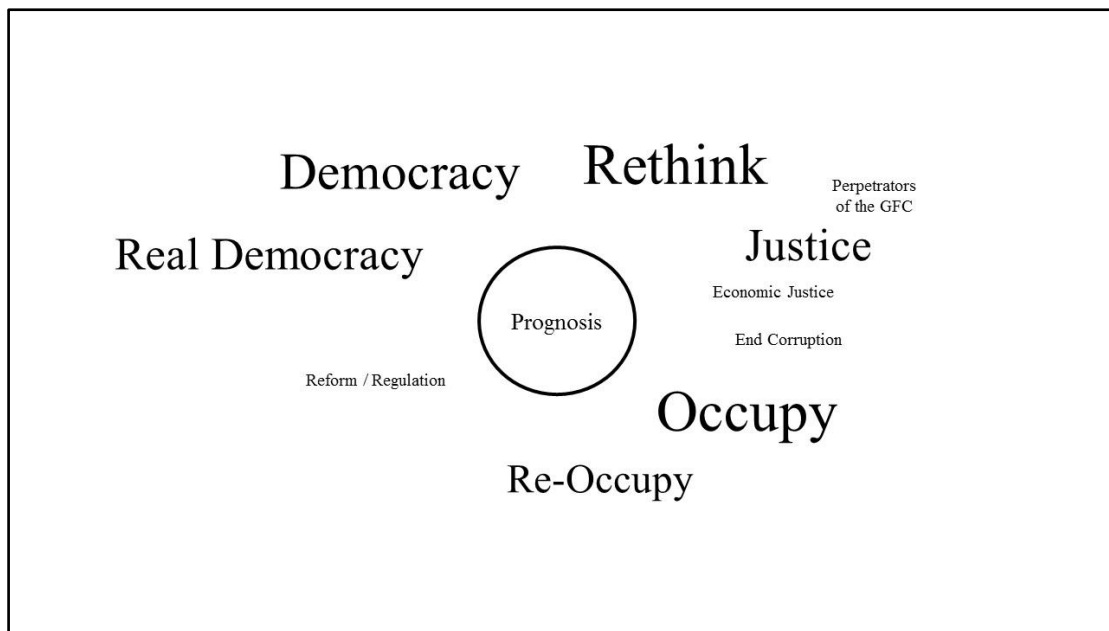 Democracy
Rethink
Perpetrators
of the GFC
Real Democracy
Justice
Economic Justice
Prognosis
End Corruption
Reform / Regulation
Occupy
Re-Occupy